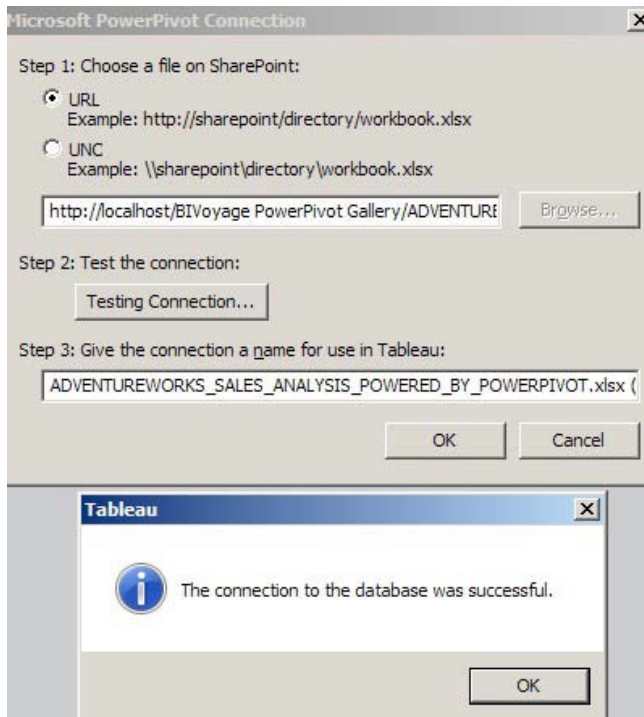 Microsoft PowerPivot Connection
Step 1: Choose a file on SharePoint:
URL
Example: http://sharepoint/directory/workbook.xlsx
UNC
Example: \\sharepoint\directory\workbook.xlsx
http://localhost/BIVoyage PowerPivot Gallery/ADVENTURE Browse...
Step 2: Test the connection:
Testing Connection...
Step 3: Give the connection a name for use in Tableau:
ADVENTUREWORKS_SALES_ANALYSIS_POWERED_BY_POWERPIVOT.xlsx (
OK Cancel
Tableau
The connection to the database was successful.
OK